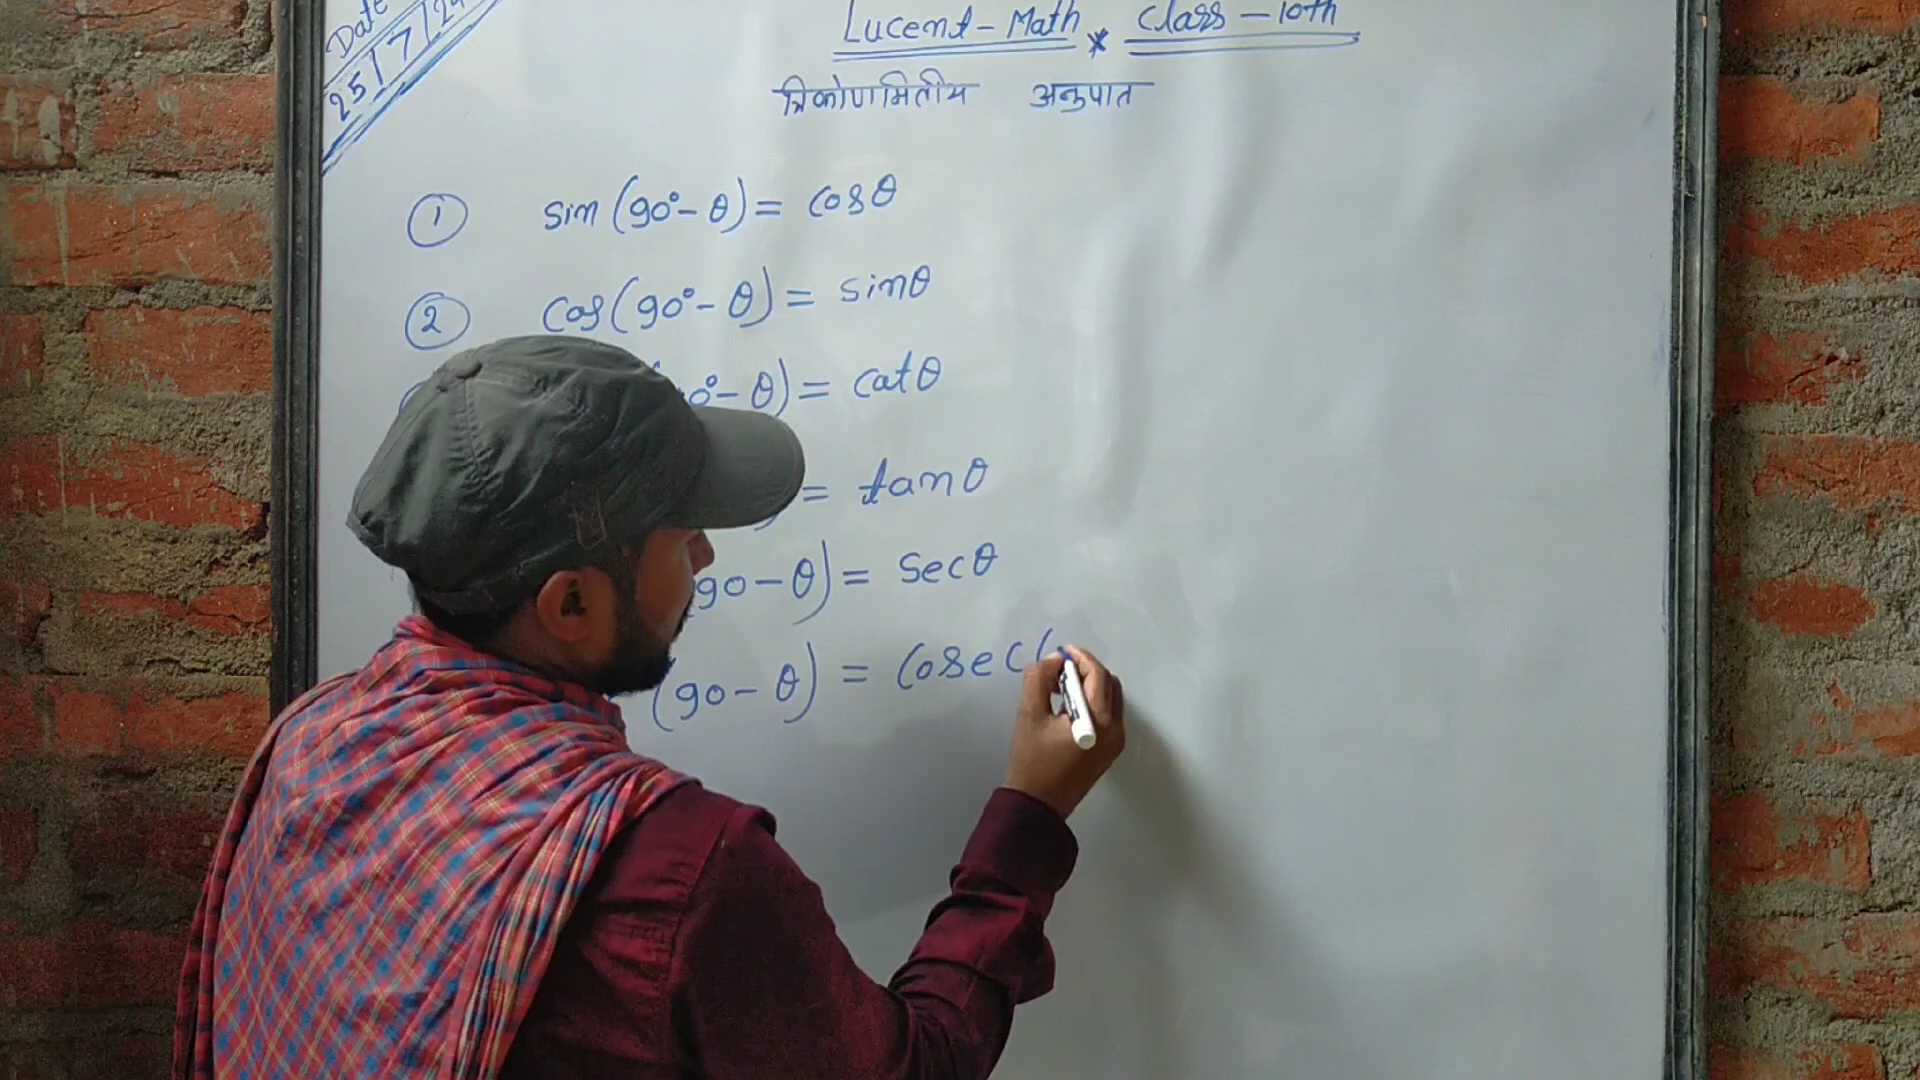 Date
25/7/24
Lucent - Math * Class - 10th
त्रिकोणमितीय अनुपात
① sin (90° - θ) = cosθ
② cos (90° - θ) = sinθ
0° - θ) = cotθ
) = tanθ
(90 - θ) = secθ
(90 - θ) = cosec(